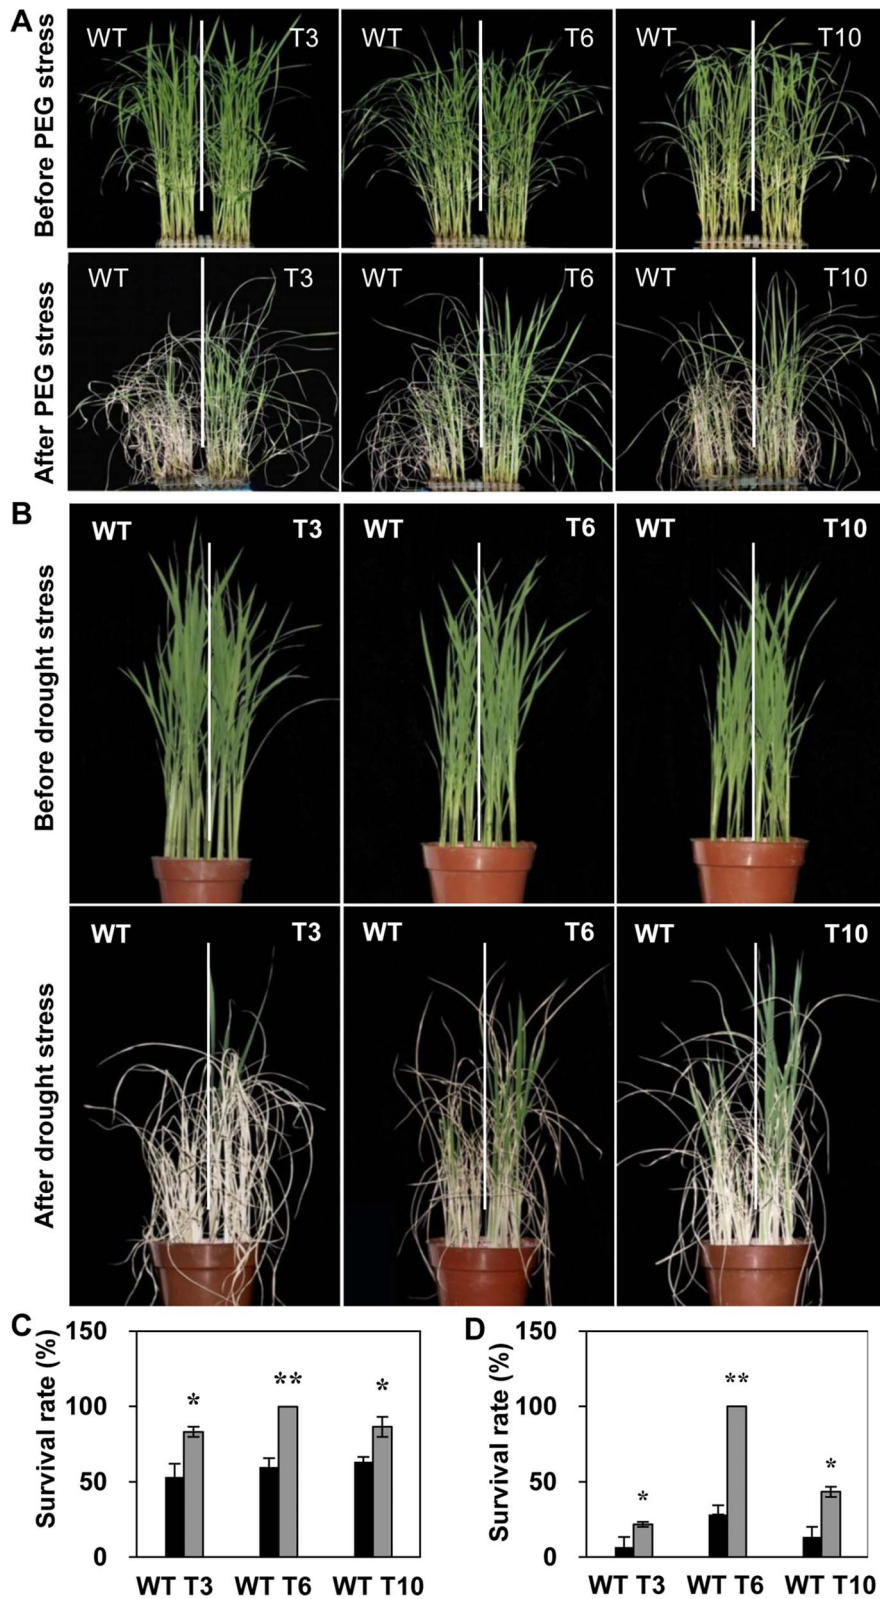 A
Before PEG stress
WT T3 WT T6 WT T10
After PEG stress
WT T3 WT T6 WT T10
B
Before drought stress
WT T3 WT T6 WT T10
After drought stress
WT T3 WT T6 WT T10
C
Survival rate (%)
150
100
50
0
* ** *
WT T3 WT T6 WT T10
D
Survival rate (%)
150
100
50
0
* ** *
WT T3 WT T6 WT T10